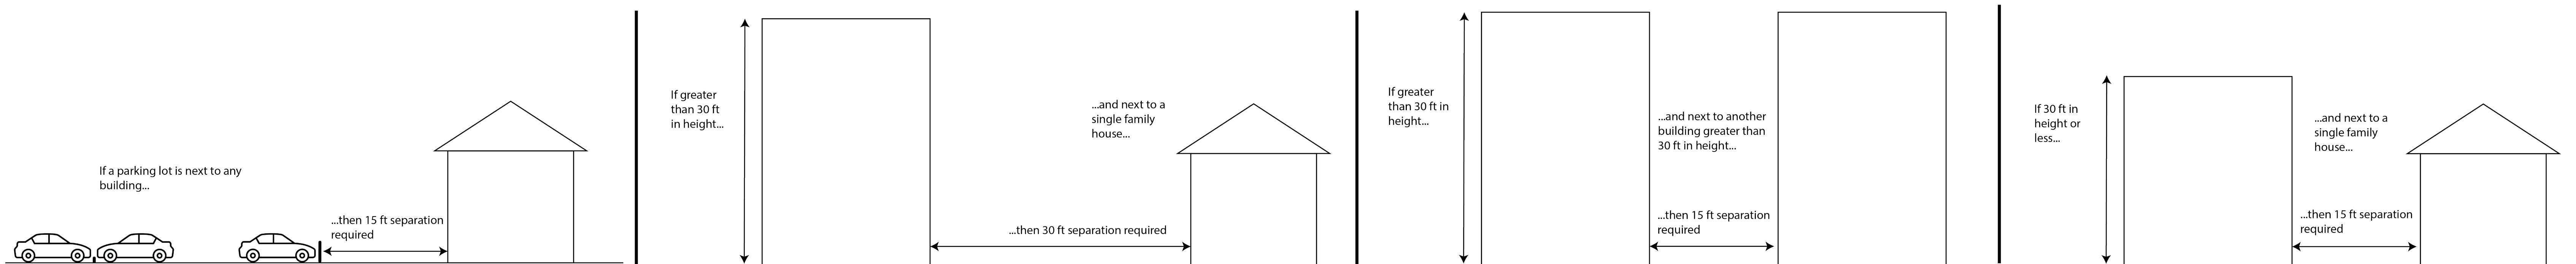 If a parking lot is next to any
building...
...then 15 ft separation
required
If greater
than 30 ft
in height...
...and next to a
single family
house...
...then 30 ft separation required
If greater
than 30 ft in
height...
...and next to another
building greater than
30 ft in height...
...then 15 ft separation
required
If 30 ft in
height or
less...
...and next to a
single family
house...
...then 15 ft separation
required